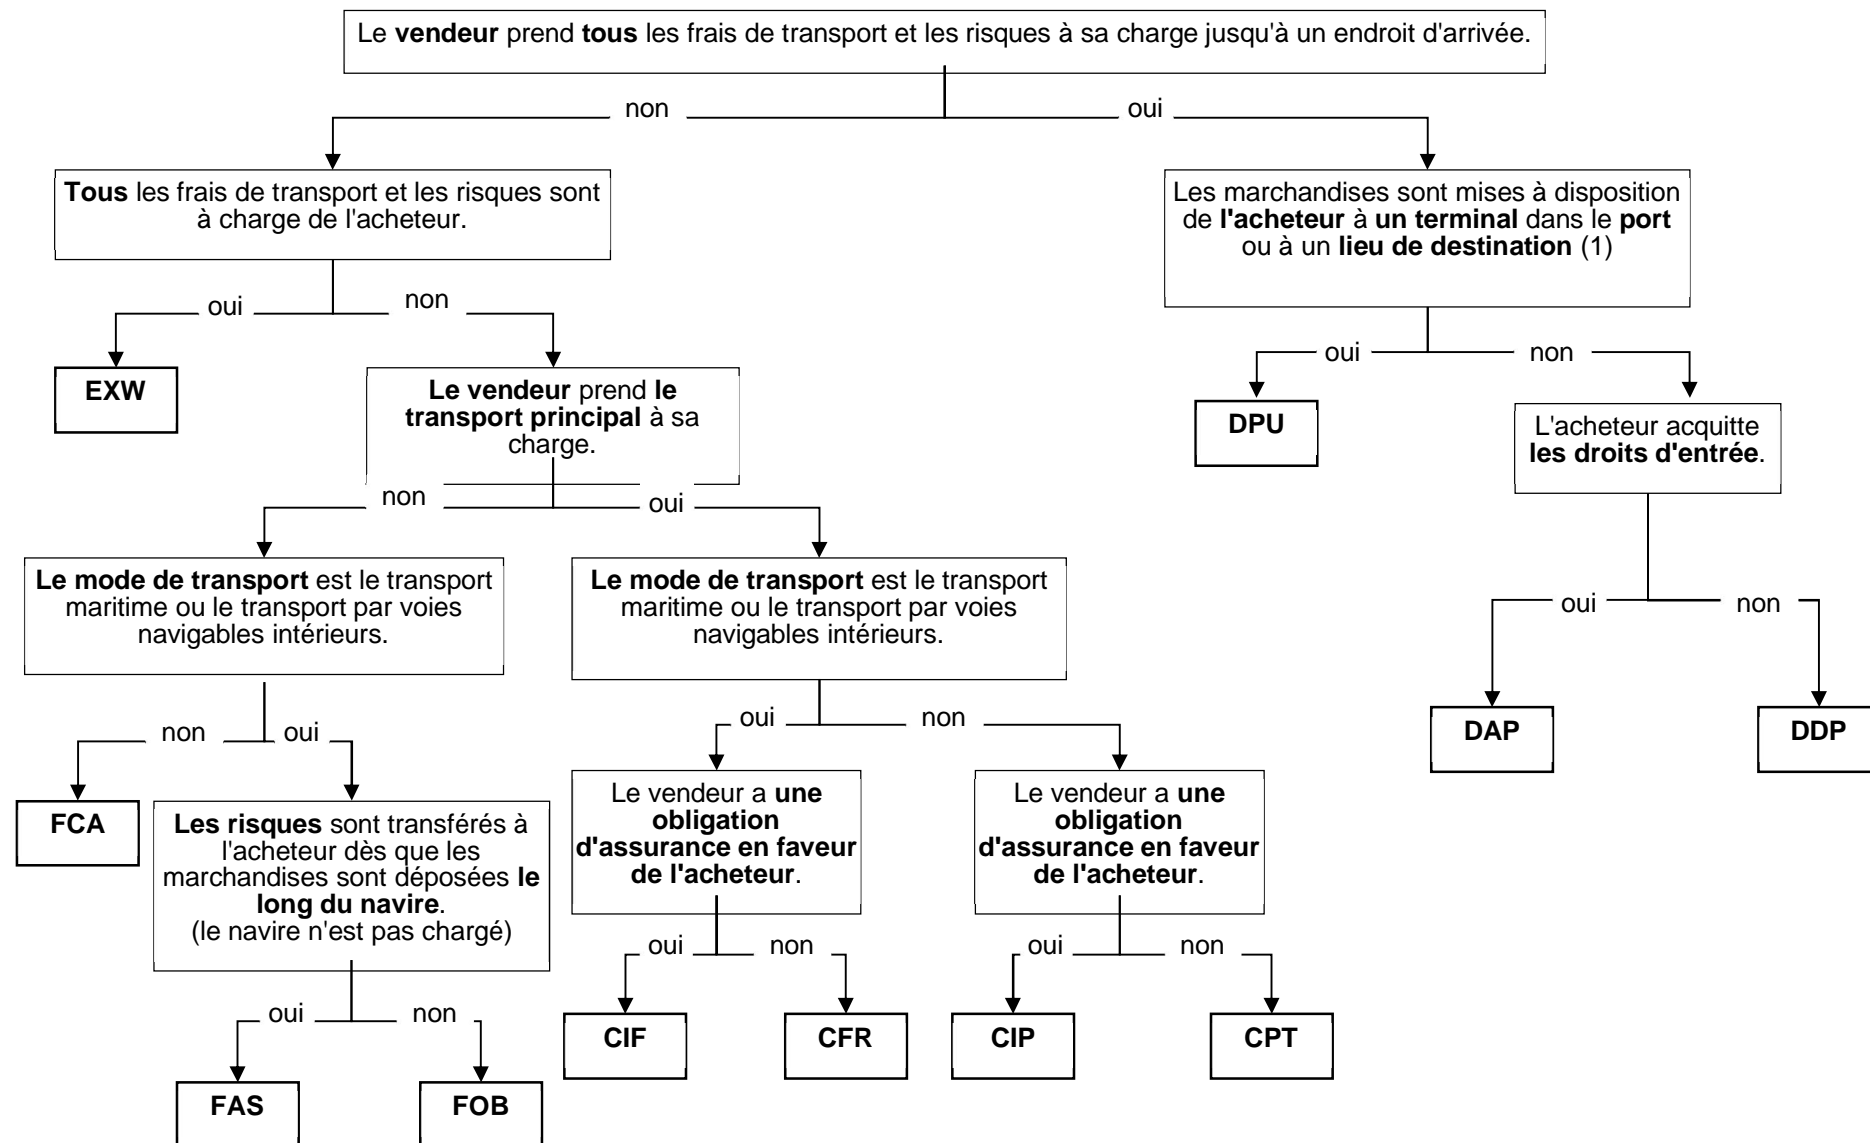 Le vendeur prend tous les frais de transport et les risques à sa charge jusqu'à un endroit d'arrivée.
non
oui
Tous les frais de transport et les risques sont
à charge de l'acheteur.
Les marchandises sont mises à disposition
de l'acheteur à un terminal dans le port
ou à un lieu de destination (1)
oui
non
oui
non
EXW
Le vendeur prend le
transport principal à sa
charge.
DPU
L'acheteur acquitte
les droits d'entrée.
non
oui
Le mode de transport est le transport
maritime ou le transport par voies
navigables intérieurs.
Le mode de transport est le transport
maritime ou le transport par voies
navigables intérieurs.
oui
non
non
oui
oui
non
DAP
DDP
FCA
Les risques sont transférés à
l'acheteur dès que les
marchandises sont déposées le
long du navire.
(le navire n'est pas chargé)
Le vendeur a une
obligation
d'assurance en faveur
de l'acheteur.
Le vendeur a une
obligation
d'assurance en faveur
de l'acheteur.
oui
non
oui
non
oui
non
CIF
CFR
CIP
CPT
FAS
FOB